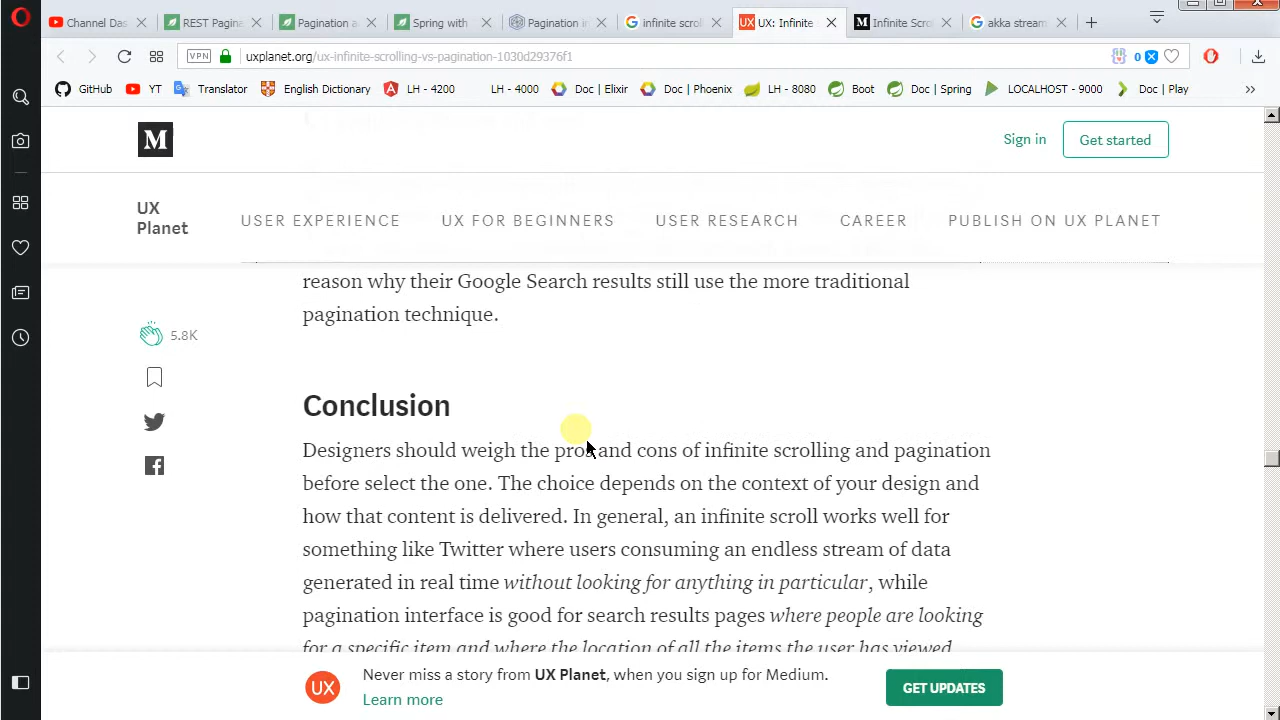 Channel Das
REST Pagina
Pagination a
Spring with
Pagination in
infinite scrol
UX: Infinite
Infinite Scro
akka stream
VPN
uxplanet.org/ux-infinite-scrolling-vs-pagination-1030d29376f1
0
GitHub
YT
Translator
English Dictionary
LH - 4200
LH - 4000
Doc | Elixir
Doc | Phoenix
LH - 8080
Boot
Doc | Spring
LOCALHOST - 9000
Doc | Play
M
Sign in
Get started
UX
Planet
USER EXPERIENCE
UX FOR BEGINNERS
USER RESEARCH
CAREER
PUBLISH ON UX PLANET
reason why their Google Search results still use the more traditional
pagination technique.
5.8K
Conclusion
Designers should weigh the pros and cons of infinite scrolling and pagination
before select the one. The choice depends on the context of your design and
how that content is delivered. In general, an infinite scroll works well for
something like Twitter where users consuming an endless stream of data
generated in real time without looking for anything in particular, while
pagination interface is good for search results pages where people are looking
for a specific item and where the location of all the items the user has viewed
UX
Never miss a story from UX Planet, when you sign up for Medium.
Learn more
GET UPDATES